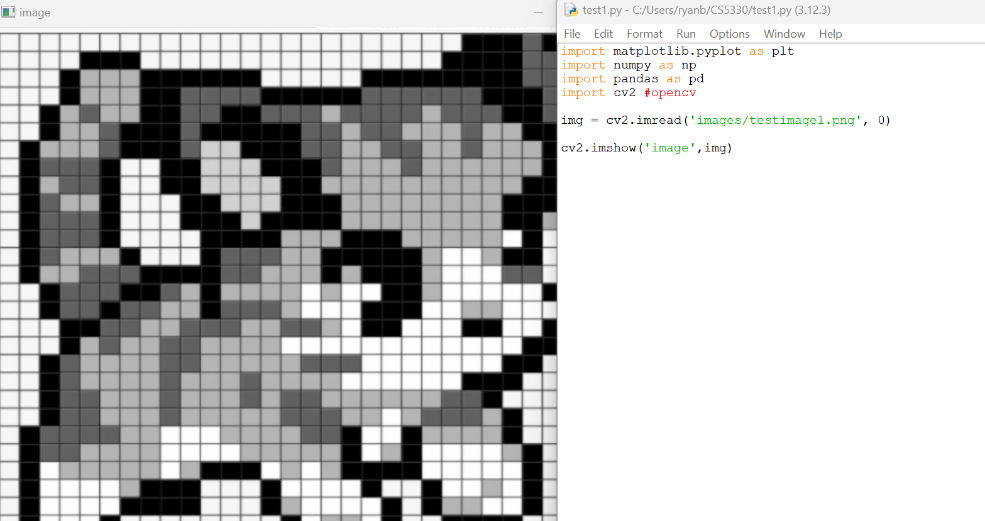 image
test1.py - C:/Users/ryanb/CS5330/test1.py (3.12.3)
File Edit Format Run Options Window Help
import matplotlib.pyplot as plt
import numpy as np
import pandas as pd
import cv2 #opencv
img = cv2.imread('images/testimage1.png', 0)
cv2.imshow('image',img)